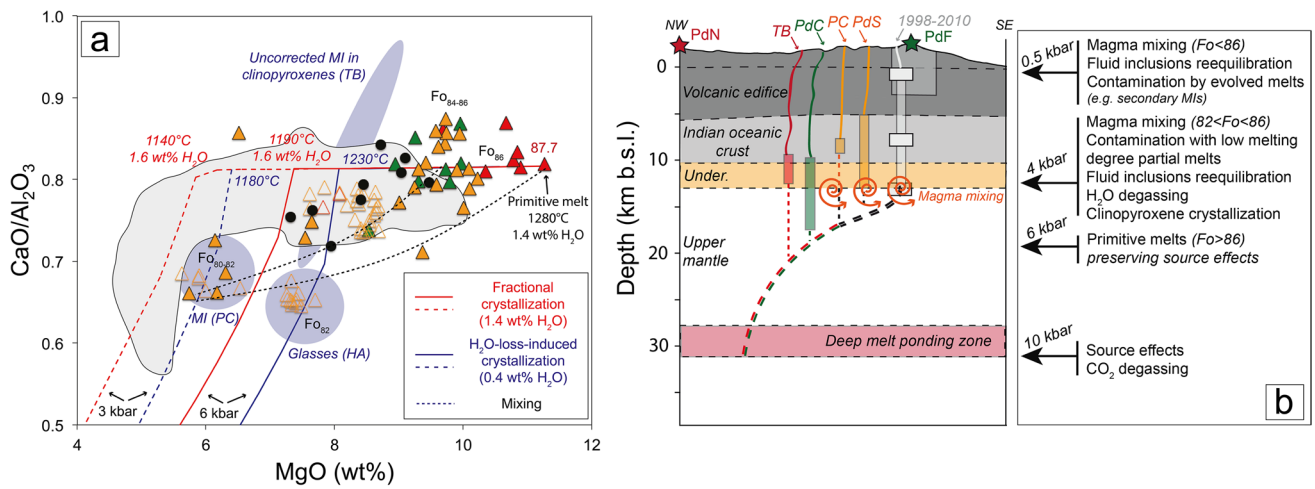 a
CaO/Al2O3
1.0
0.9
0.8
0.7
0.6
0.5
4
6
8
10
12
MgO (wt%)
Uncorrected MI in
clinopyroxenes (TB)
Fo84-86
1140°C
1.6 wt% H2O
1190°C
1.6 wt% H2O
1230°C
1180°C
Fo86
87.7
Primitive melt
1280°C
1.4 wt% H2O
Fo80-82
MI (PC)
Fo82
Glasses (HA)
3 kbar
6 kbar
Fractional
crystallization
(1.4 wt% H2O)
H2O-loss-induced
crystallization
(0.4 wt% H2O)
Mixing
NW
PdN
TB
PdC
PC
PdS
1998-2010
PdF
SE
Depth (km b.s.l.)
0
10
20
30
Volcanic edifice
Indian oceanic
crust
Under.
Magma mixing
Upper
mantle
Deep melt ponding zone
0.5 kbar
Magma mixing (Fo<86)
Fluid inclusions reequilibration
Contamination by evolved melts
(e.g. secondary MIs)
4 kbar
Magma mixing (82<Fo<86)
Contamination with low melting
degree partial melts
Fluid inclusions reequilibration
H2O degassing
Clinopyroxene crystallization
6 kbar
Primitive melts (Fo>86)
preserving source effects
10 kbar
Source effects
CO2 degassing
b